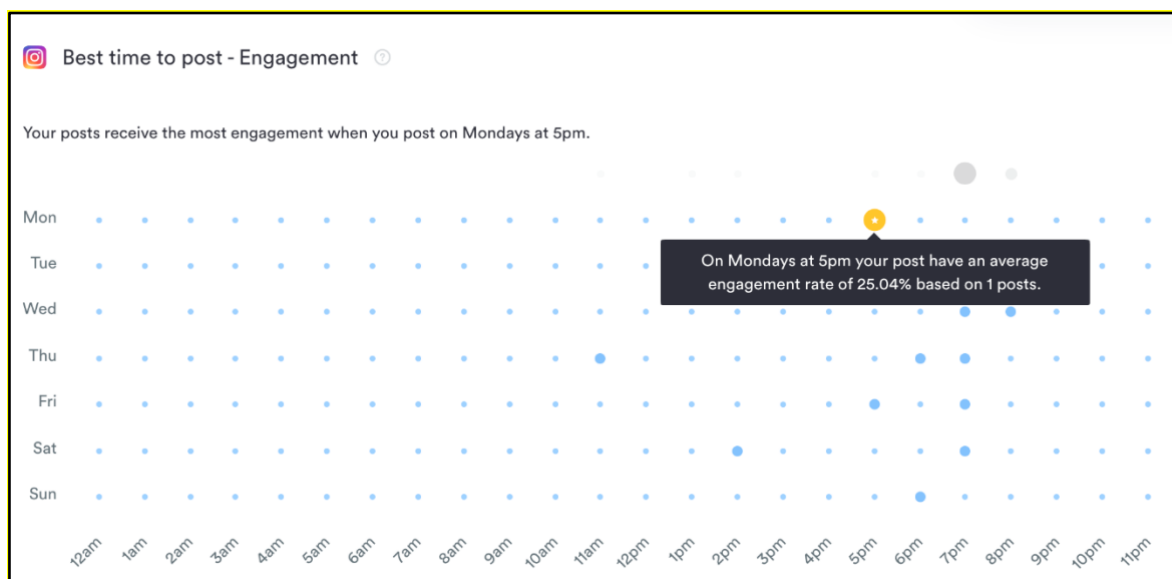 Best time to post - Engagement ?
Your posts receive the most engagement when you post on Mondays at 5pm.
Mon
Tue
On Mondays at 5pm your post have an average
engagement rate of 25.04% based on 1 posts.
Wed
Thu
Fri
Sat
Sun
12am 1am 2am 3am 4am 5am 6am 7am 8am 9am 10am 11am 12pm 1pm 2pm 3pm 4pm 5pm 6pm 7pm 8pm 9pm 10pm 11pm